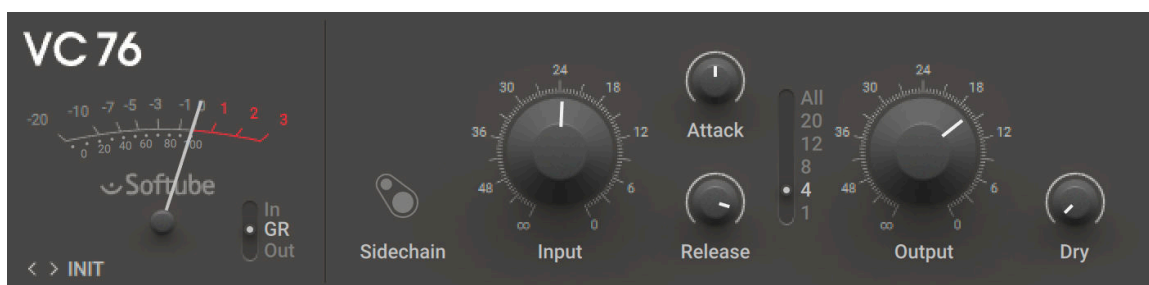 VC 76
-20 -10 -7 -5 -3 -1 0 1 2 3
0 20 40 60 80 100
Softube
In
GR
Out
< > INIT
Sidechain
∞ 48 36 30 24 18 12 6 0
Input
Attack
Release
All
20
12
8
4
1
∞ 48 36 30 24 18 12 6 0
Output
Dry